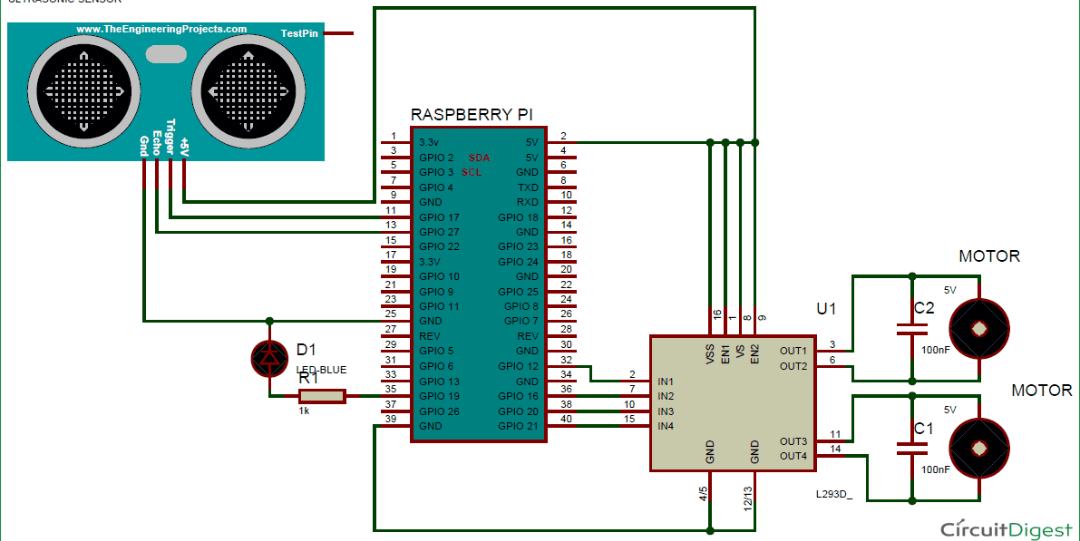 ULTRASONIC SENSOR
www.TheEngineeringProjects.com
TestPin
Gnd
Echo
Trigger
+5V
RASPBERRY PI
1 3.3v 5V 2
3 GPIO 2 SDA 5V 4
5 GPIO 3 SCL GND 6
7 GPIO 4 TXD 8
9 GND RXD 10
11 GPIO 17 GPIO 18 12
13 GPIO 27 GND 14
15 GPIO 22 GPIO 23 16
17 3.3V GPIO 24 18
19 GPIO 10 GND 20
21 GPIO 9 GPIO 25 22
23 GPIO 11 GPIO 8 24
25 GND GPIO 7 26
27 REV REV 28
29 GPIO 5 GND 30
31 GPIO 6 GPIO 12 32
33 GPIO 13 GND 34
35 GPIO 19 GPIO 16 36
37 GPIO 26 GPIO 20 38
39 GND GPIO 21 40
D1
LED-BLUE
R1
1k
U1
16 1 8 9
VSS EN1 VS EN2
2 IN1
7 IN2
10 IN3
15 IN4
OUT1 3
OUT2 6
OUT3 11
OUT4 14
GND GND
4/5 12/13
L293D_
MOTOR
5V
C2
100nF
MOTOR
5V
C1
100nF
CírcuitDigest